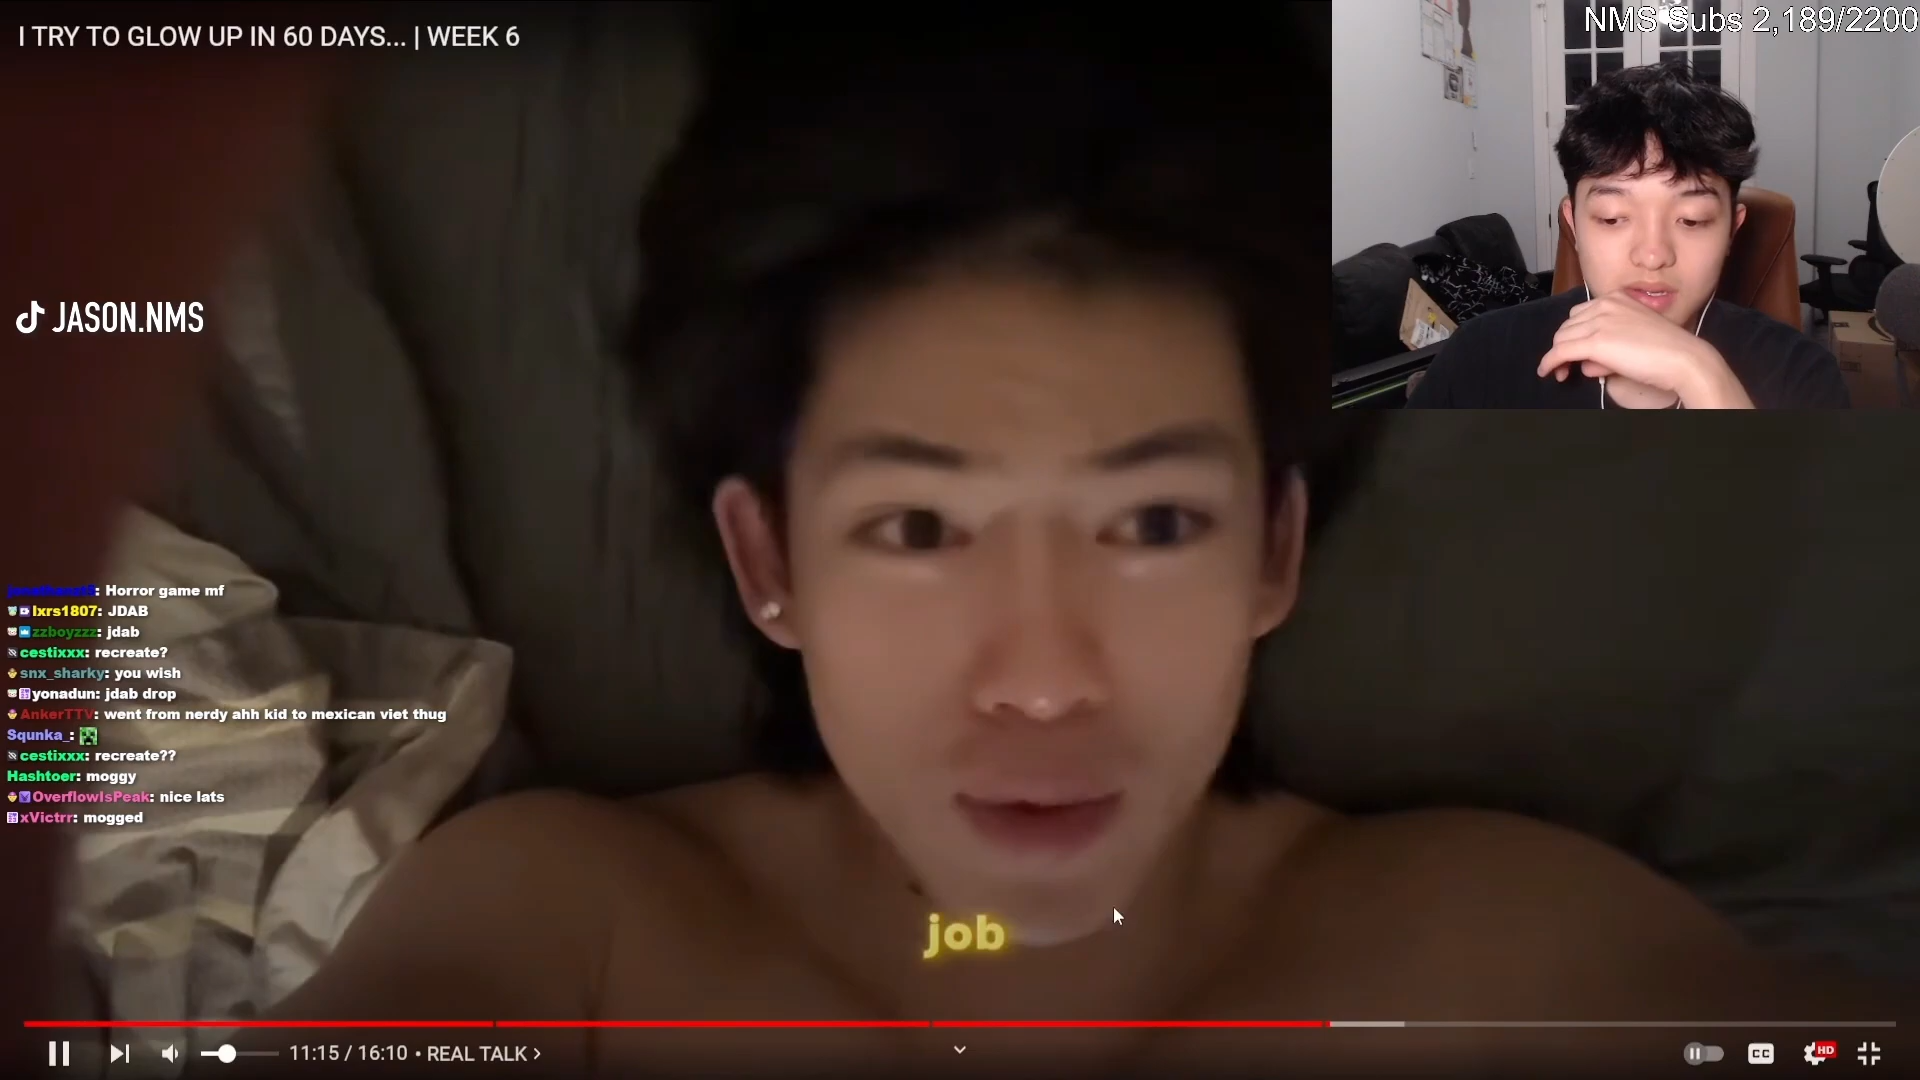 I TRY TO GLOW UP IN 60 DAYS... | WEEK 6
NMS Subs 2,189/2200
JASON.NMS
: Horror game mf
lxrs1807: JDAB
zzboyzzz: jdab
cestixxx: recreate?
snx_sharky: you wish
yonadun: jdab drop
AnkerTTV: went from nerdy ahh kid to mexican viet thug
Squnka_:
cestixxx: recreate??
Hashtoer: moggy
OverflowIsPeak: nice lats
xVictrr: mogged
job
11:15 / 16:10 • REAL TALK >
CC
HD